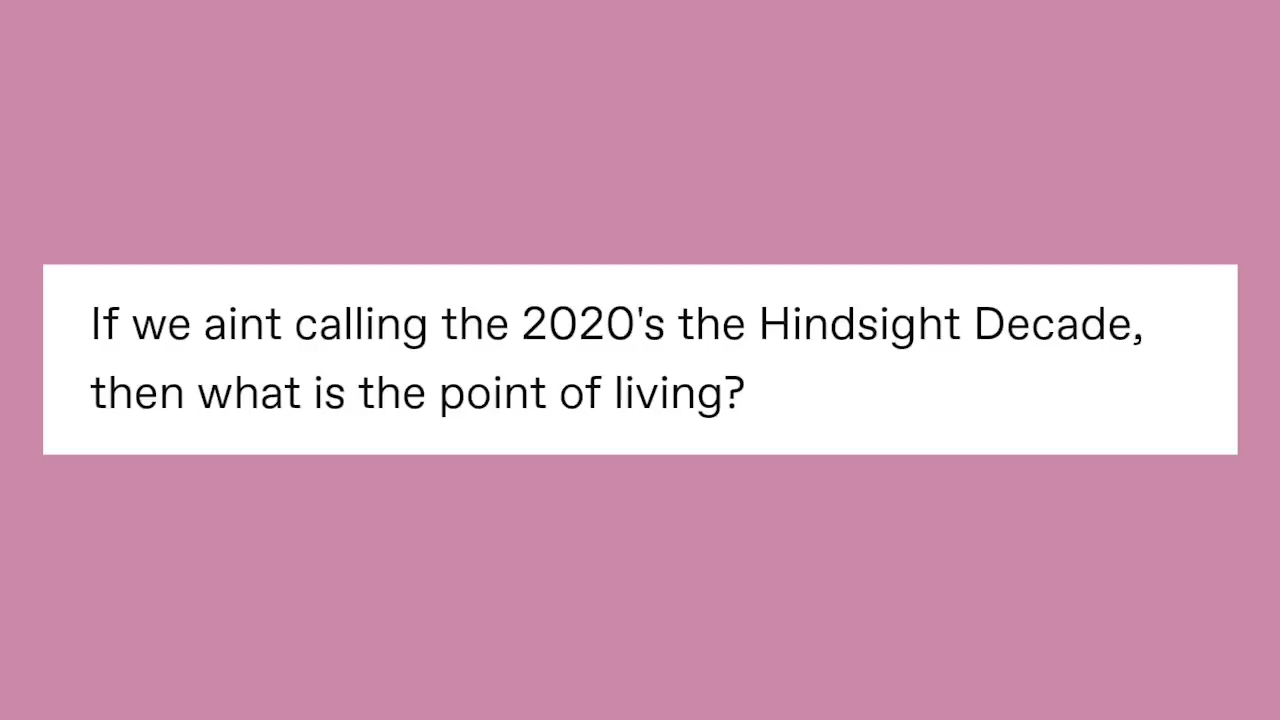 If we aint calling the 2020's the Hindsight Decade,
then what is the point of living?